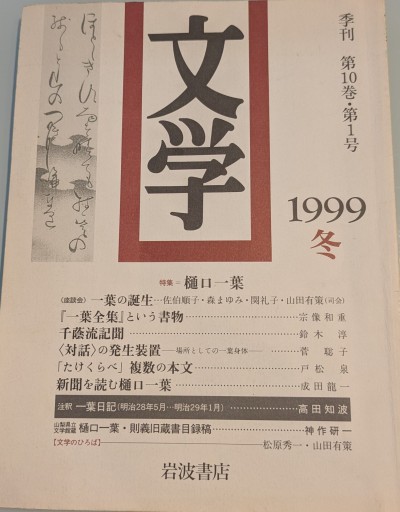 季刊 第10巻・第1号
文学
1999
冬
特集=樋口一葉
〈座談会〉一葉の誕生…佐伯順子・森まゆみ・関礼子・山田有策(司会)
『一葉全集』という書物……宗像和重
千蔭流記聞……鈴木淳
〈対話〉の発生装置──場所としての一葉身体──……菅聡子
「たけくらべ」複数の本文……戸松泉
新聞を読む樋口一葉……成田龍一
注釈 一葉日記(明治28年5月…明治29年1月)……高田知波
山梨県立文学館蔵 樋口一葉・則義旧蔵書目録稿……神作研一
【文学のひろば】……松原秀一・山田有策
岩波書店